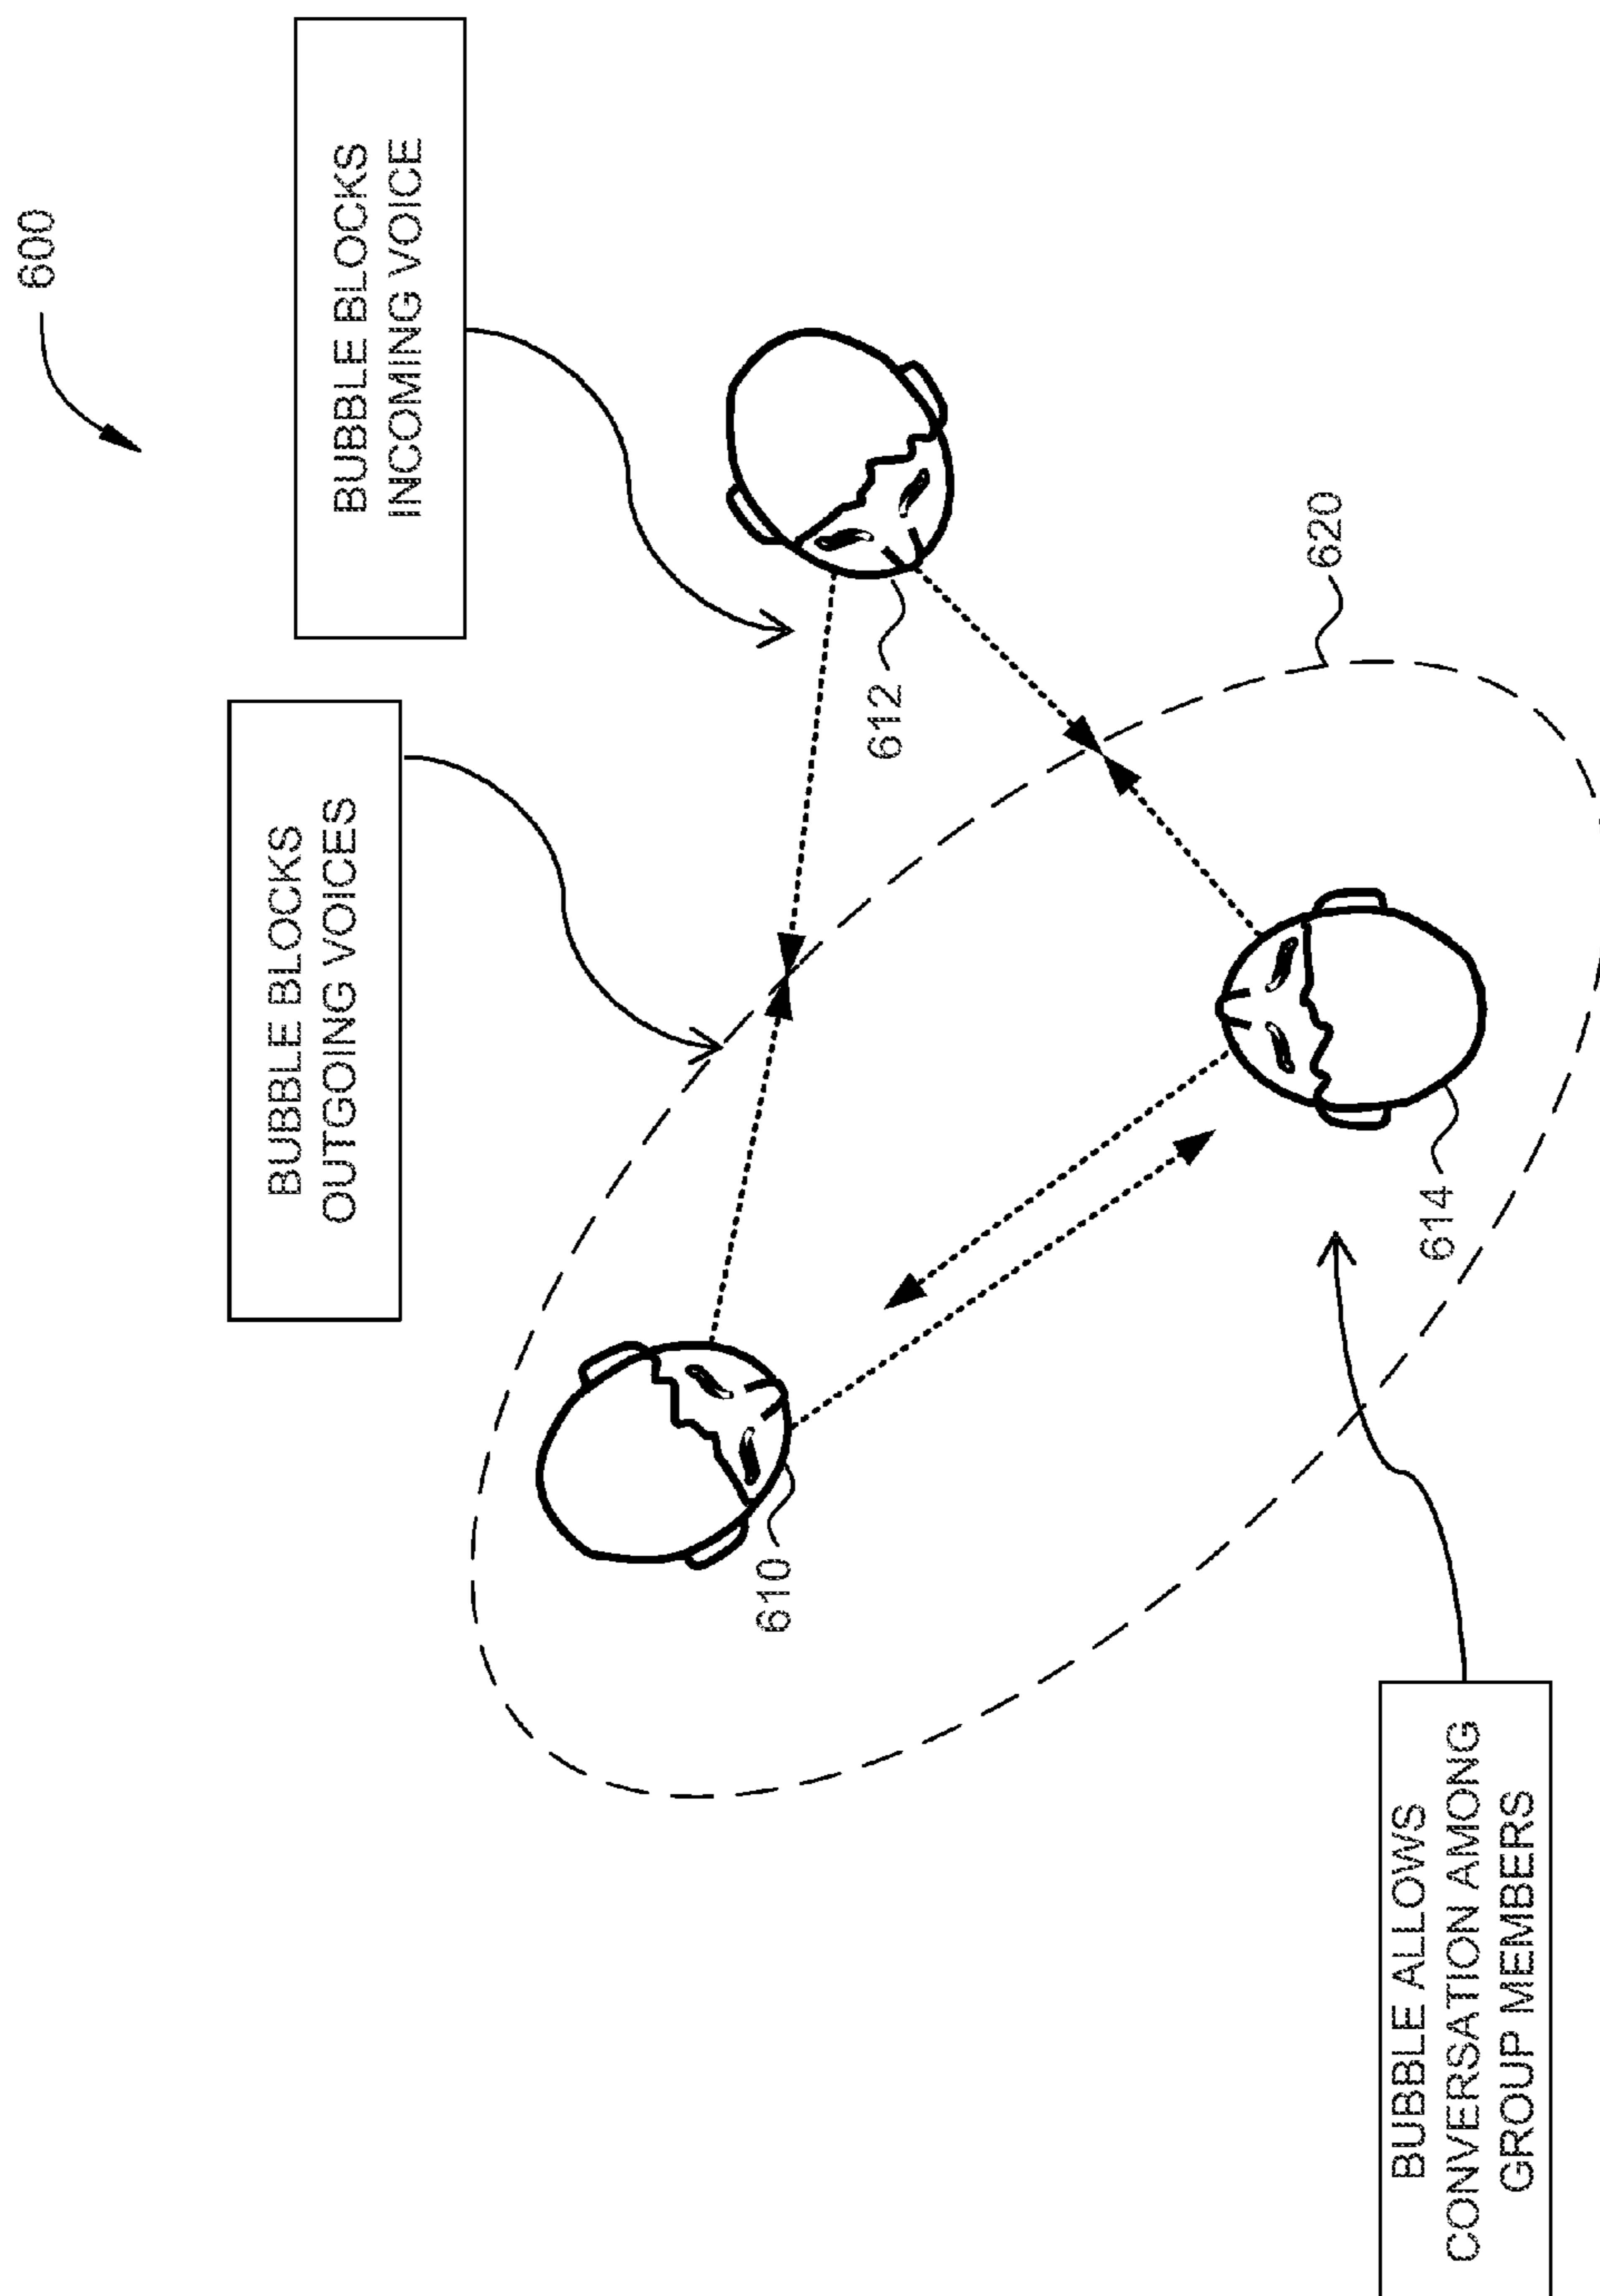 600
BUBBLE BLOCKS
INCOMING VOICE
BUBBLE BLOCKS
OUTGOING VOICES
612
620
610
614
BUBBLE ALLOWS
CONVERSATION AMONG
GROUP MEMBERS